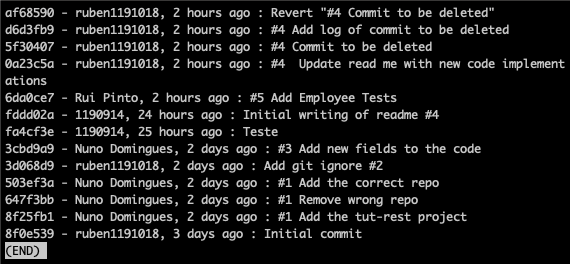 af68590 - ruben1191018, 2 hours ago : Revert "#4 Commit to be deleted"
d6d3fb9 - ruben1191018, 2 hours ago : #4 Add log of commit to be deleted
5f30407 - ruben1191018, 2 hours ago : #4 Commit to be deleted
0a23c5a - ruben1191018, 2 hours ago : #4  Update read me with new code implement
ations
6da0ce7 - Rui Pinto, 2 hours ago : #5 Add Employee Tests
fddd02a - 1190914, 24 hours ago : Initial writing of readme #4
fa4cf3e - 1190914, 25 hours ago : Teste
3cbd9a9 - Nuno Domingues, 2 days ago : #3 Add new fields to the code
3d068d9 - ruben1191018, 2 days ago : Add git ignore #2
503ef3a - Nuno Domingues, 2 days ago : #1 Add the correct repo
647f3bb - Nuno Domingues, 2 days ago : #1 Remove wrong repo
8f25fb1 - Nuno Domingues, 2 days ago : #1 Add the tut-rest project
8f0e539 - ruben1191018, 3 days ago : Initial commit
(END)